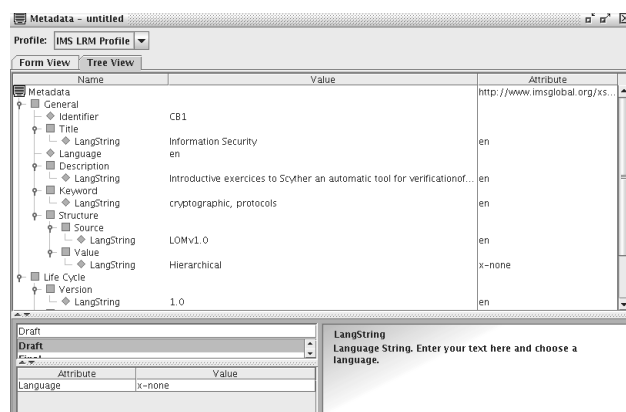 Metadata - untitled
Profile: IMS LRM Profile
Form View Tree View
Name Value Attribute
Metadata http://www.imsglobal.org/xs...
General
Identifier CB1
Title
LangString Information Security en
Language en
Description
LangString Introductive exercices to Scyther an automatic tool for verificationof... en
Keyword
LangString cryptographic, protocols en
Structure
Source
LangString LOMv1.0 en
Value
LangString Hierarchical x-none
Life Cycle
Version
LangString 1.0 en
Draft
Draft
LangString
Language String. Enter your text here and choose a
language.
Attribute Value
Language x-none